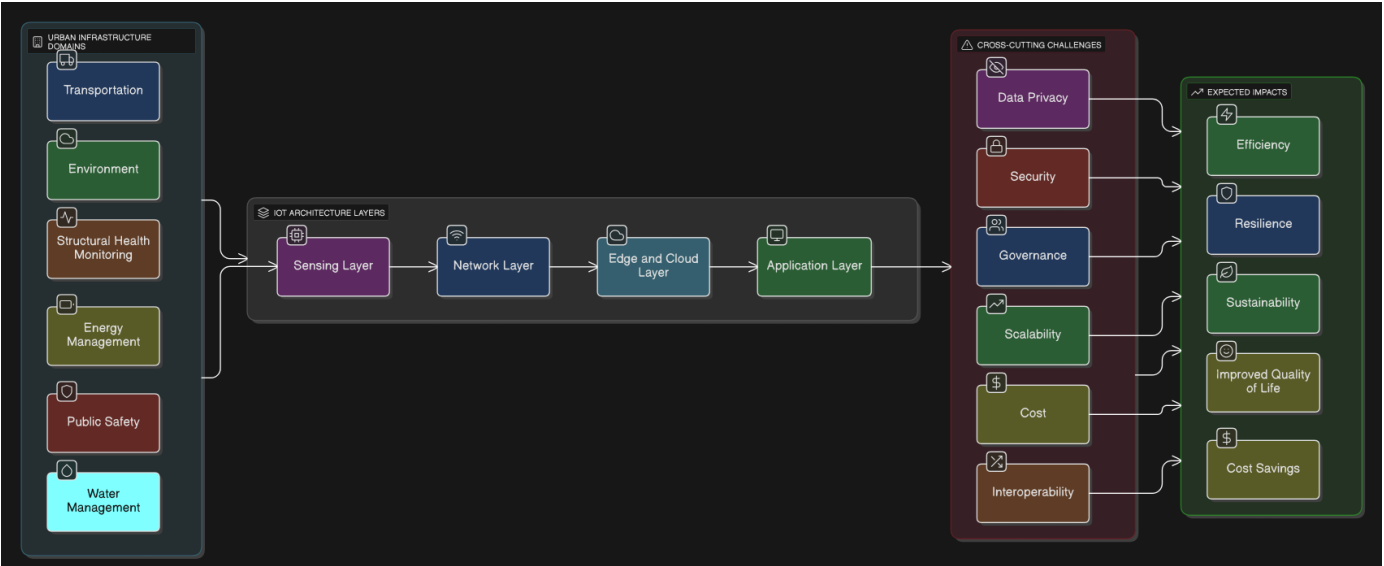 URBAN INFRASTRUCTURE
DOMAINS
Transportation
Environment
Structural Health
Monitoring
Energy
Management
Public Safety
Water
Management
IOT ARCHITECTURE LAYERS
Sensing Layer
Network Layer
Edge and Cloud
Layer
Application Layer
CROSS-CUTTING CHALLENGES
Data Privacy
Security
Governance
Scalability
Cost
Interoperability
EXPECTED IMPACTS
Efficiency
Resilience
Sustainability
Improved Quality
of Life
Cost Savings